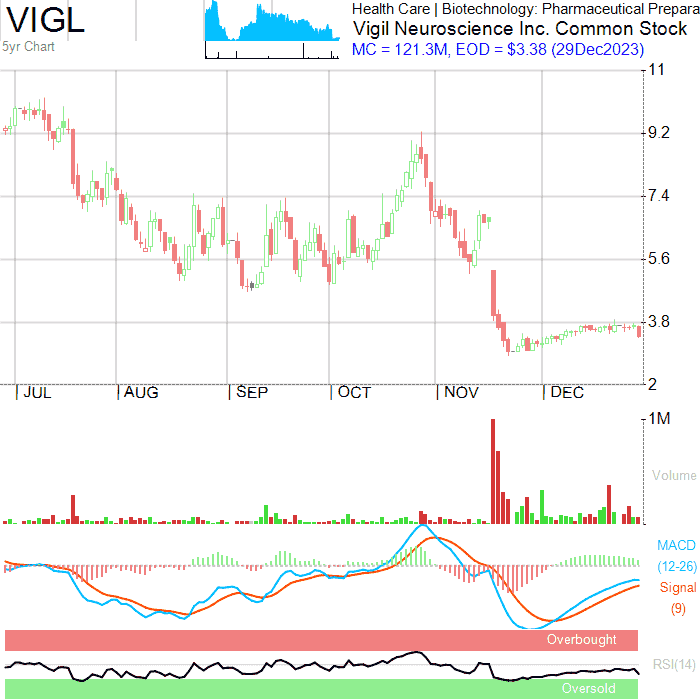 VIGL
5yr Chart
Health Care | Biotechnology: Pharmaceutical Prepara
Vigil Neuroscience Inc. Common Stock
MC = 121.3M, EOD = $3.38 (29Dec2023)
11
9.2
7.4
5.6
3.8
2
JUL AUG SEP OCT NOV DEC
1M
Volume
MACD
(12-26)
Signal
(9)
Overbought
RSI(14)
Oversold